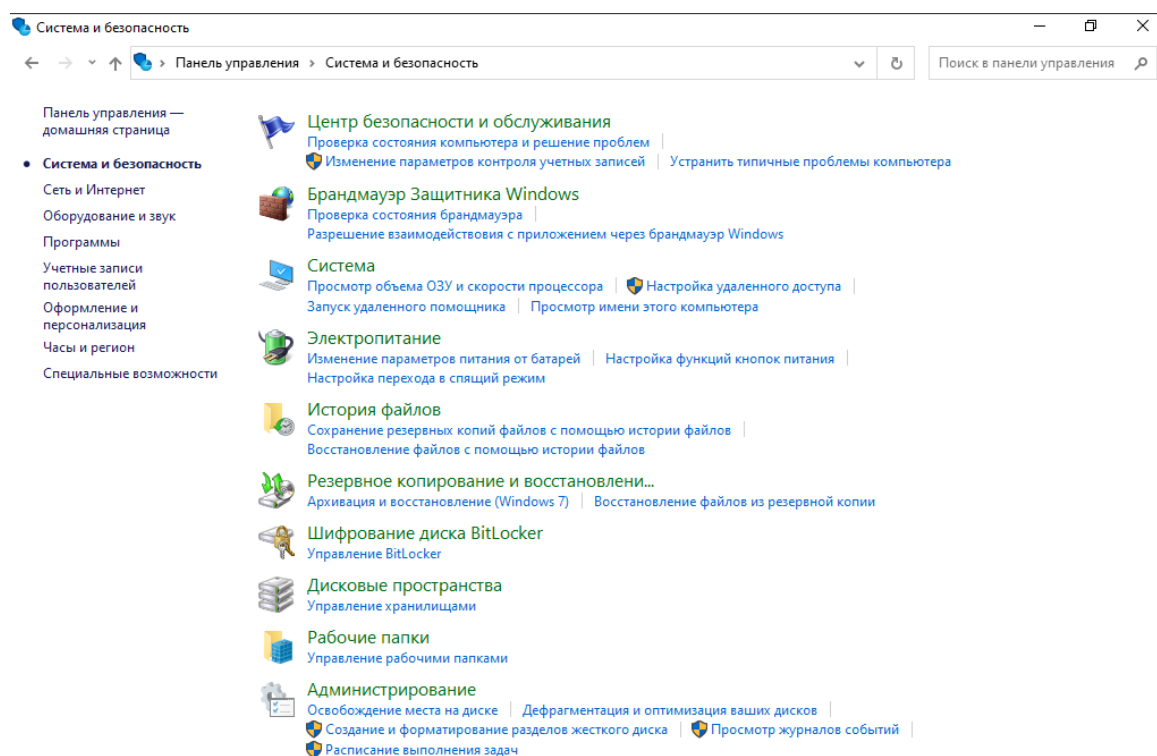 Система и безопасность
Панель управления › Система и безопасность
Поиск в панели управления
Панель управления —
домашняя страница
Система и безопасность
Сеть и Интернет
Оборудование и звук
Программы
Учетные записи
пользователей
Оформление и
персонализация
Часы и регион
Специальные возможности
Центр безопасности и обслуживания
Проверка состояния компьютера и решение проблем
Изменение параметров контроля учетных записей | Устранить типичные проблемы компьютера
Брандмауэр Защитника Windows
Проверка состояния брандмауэра
Разрешение взаимодействовия с приложением через брандмауэр Windows
Система
Просмотр объема ОЗУ и скорости процессора | Настройка удаленного доступа
Запуск удаленного помощника | Просмотр имени этого компьютера
Электропитание
Изменение параметров питания от батарей | Настройка функций кнопок питания
Настройка перехода в спящий режим
История файлов
Сохранение резервных копий файлов с помощью истории файлов
Восстановление файлов с помощью истории файлов
Резервное копирование и восстановлени...
Архивация и восстановление (Windows 7) | Восстановление файлов из резервной копии
Шифрование диска BitLocker
Управление BitLocker
Дисковые пространства
Управление хранилищами
Рабочие папки
Управление рабочими папками
Администрирование
Освобождение места на диске | Дефрагментация и оптимизация ваших дисков
Создание и форматирование разделов жесткого диска | Просмотр журналов событий
Расписание выполнения задач